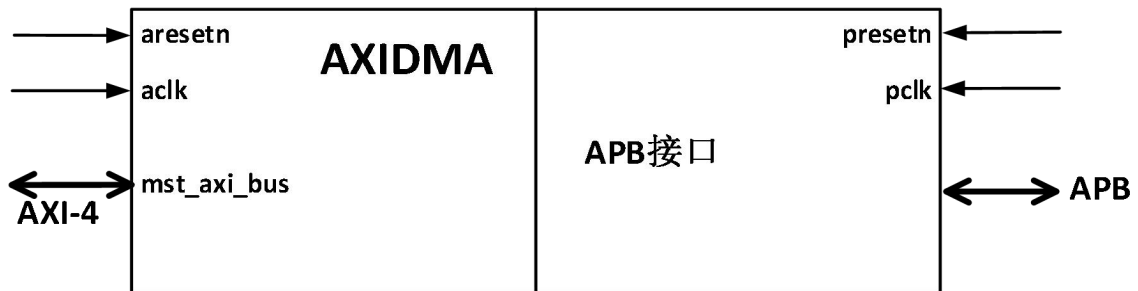 aresetn
AXIDMA
presetn
aclk
pclk
APB接口
mst_axi_bus
APB
AXI-4